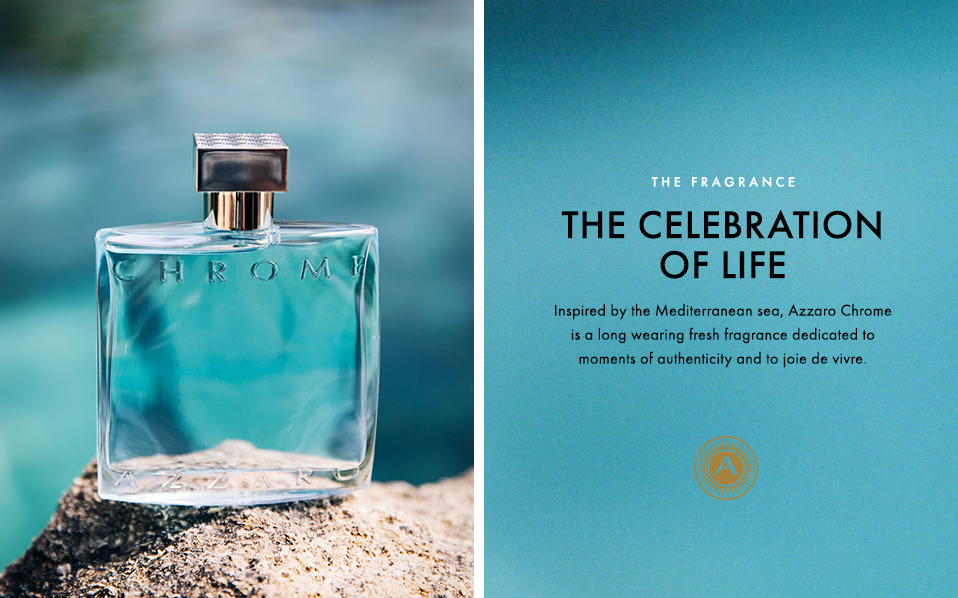 CHROME
AZZARO
THE FRAGRANCE
THE CELEBRATION
OF LIFE
Inspired by the Mediterranean sea, Azzaro Chrome
is a long wearing fresh fragrance dedicated to
moments of authenticity and to joie de vivre.
A